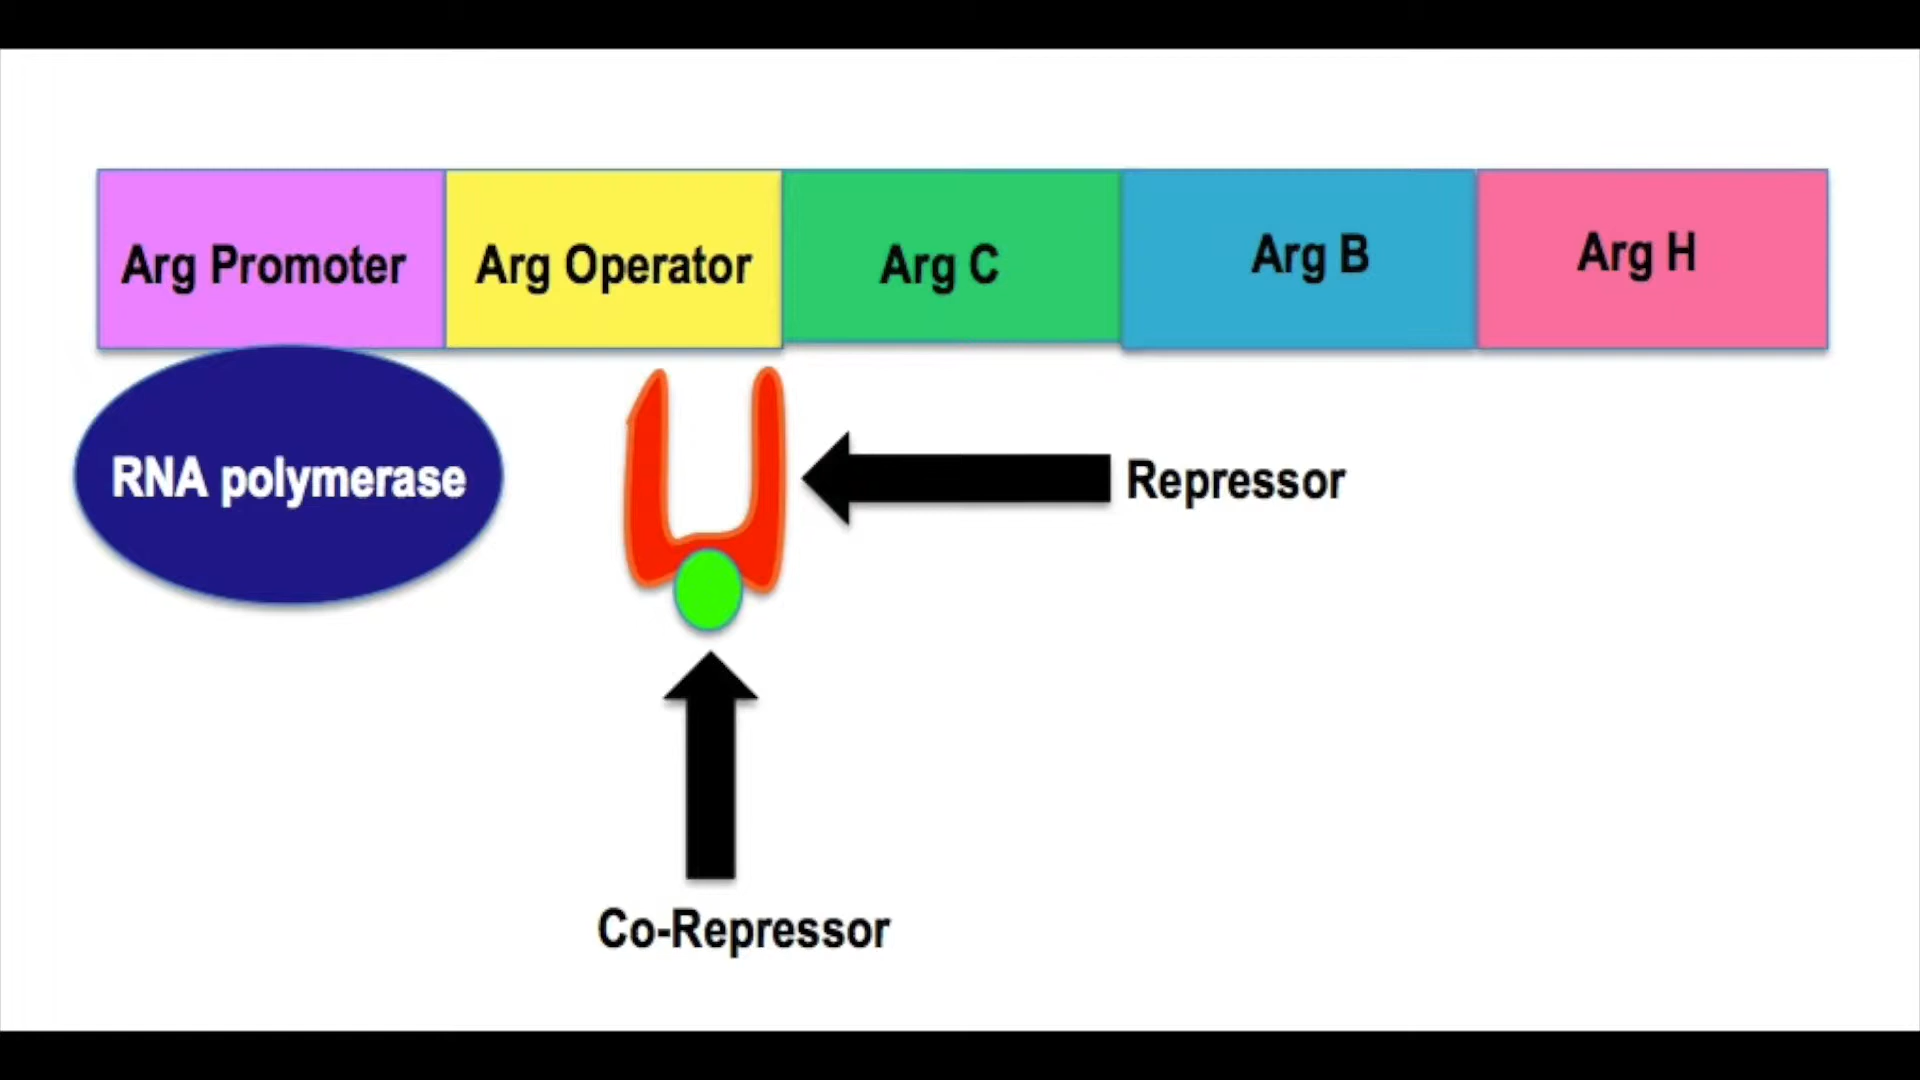 Arg Promoter
Arg Operator
Arg C
Arg B
Arg H
RNA polymerase
Repressor
Co-Repressor